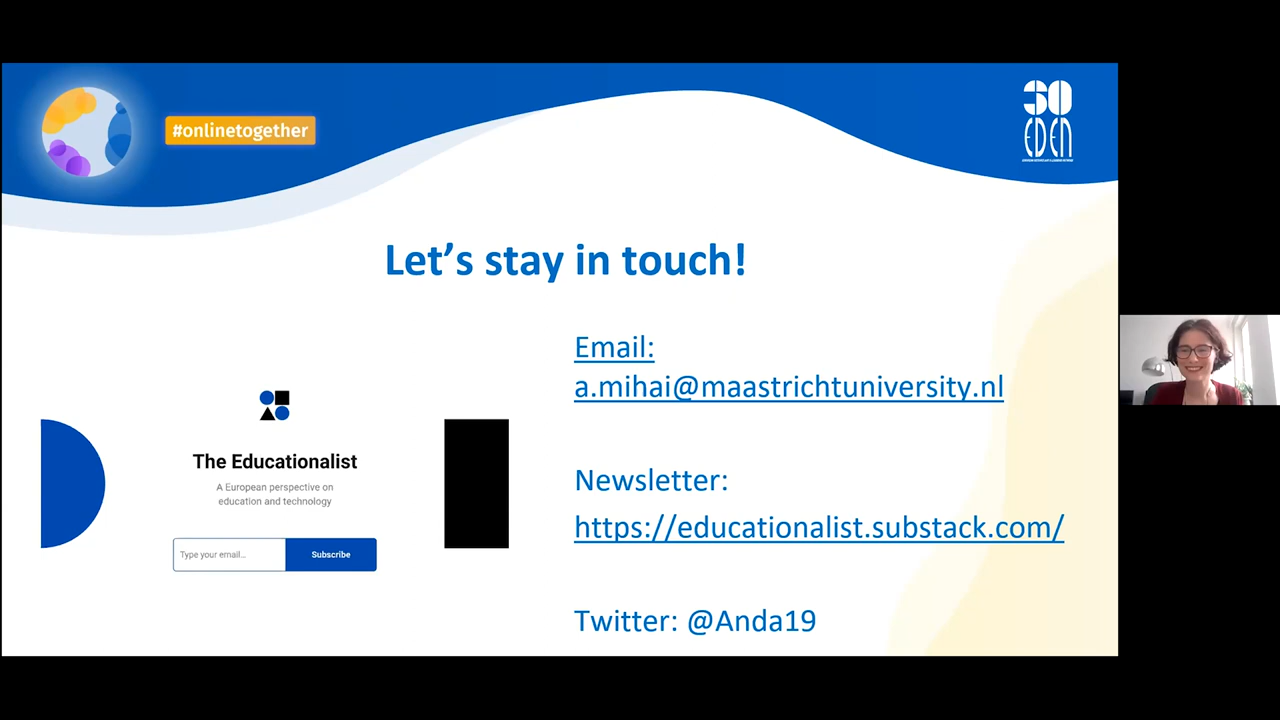 #onlinetogether
30
EDEN
Let's stay in touch!
Email:
a.mihai@maastrichtuniversity.nl
The Educationalist
A European perspective on
education and technology
Type your email...
Subscribe
Newsletter:
https://educationalist.substack.com/
Twitter: @Anda19